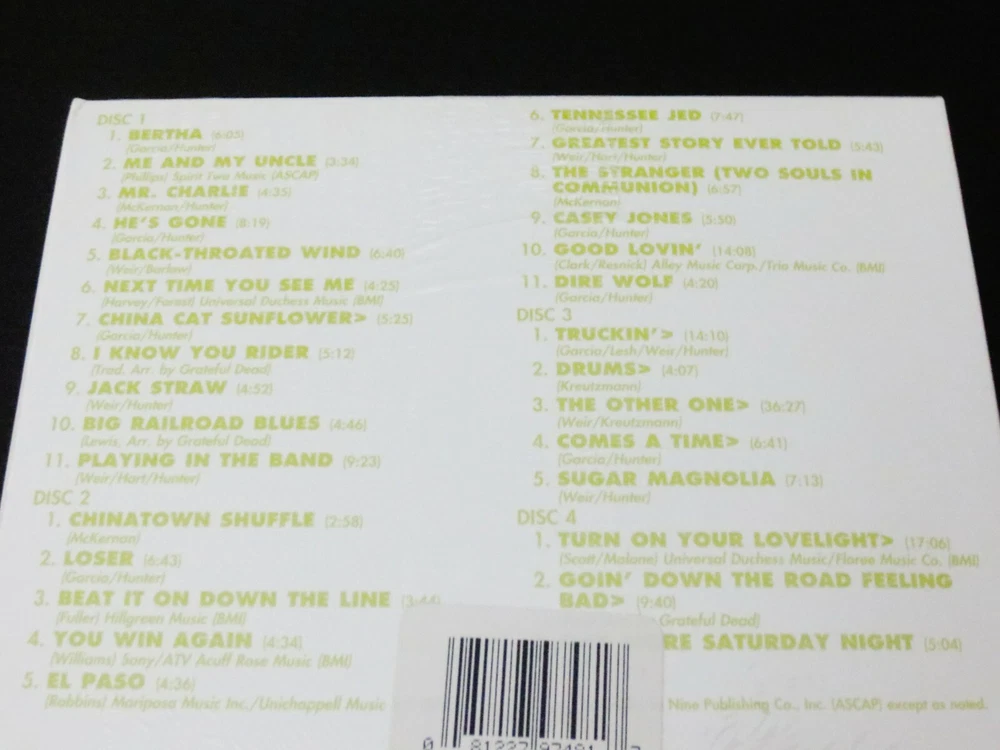 DISC 1
1. BERTHA (6:05)
(Garcia/Hunter)
2. ME AND MY UNCLE (3:34)
(Phillips) Spirit Two Music (ASCAP)
3. MR. CHARLIE (4:35)
(McKernan/Hunter)
4. HE'S GONE (8:19)
(Garcia/Hunter)
5. BLACK-THROATED WIND (6:40)
(Weir/Barlow)
6. NEXT TIME YOU SEE ME (4:25)
(Harvey/Forest) Universal Duchess Music (BMI)
7. CHINA CAT SUNFLOWER> (5:25)
(Garcia/Hunter)
8. I KNOW YOU RIDER (5:12)
(Trad. Arr. by Grateful Dead)
9. JACK STRAW (4:52)
(Weir/Hunter)
10. BIG RAILROAD BLUES (4:46)
(Lewis, Arr. by Grateful Dead)
11. PLAYING IN THE BAND (9:23)
(Weir/Hart/Hunter)
DISC 2
1. CHINATOWN SHUFFLE (2:58)
(McKernan)
2. LOSER (6:43)
(Garcia/Hunter)
3. BEAT IT ON DOWN THE LINE (3:44)
(Fuller) Hillgreen Music (BMI)
4. YOU WIN AGAIN (4:34)
(Williams) Sony/ATV Acuff Rose Music (BMI)
5. EL PASO (4:36)
(Robbins) Mariposa Music Inc./Unichappell Music
6. TENNESSEE JED (7:47)
(Garcia/Hunter)
7. GREATEST STORY EVER TOLD (5:43)
(Weir/Hart/Hunter)
8. THE STRANGER (TWO SOULS IN
COMMUNION) (6:57)
(McKernan)
9. CASEY JONES (5:50)
(Garcia/Hunter)
10. GOOD LOVIN' (14:08)
(Clark/Resnick) Alley Music Corp./Trio Music Co. (BMI)
11. DIRE WOLF (4:20)
(Garcia/Hunter)
DISC 3
1. TRUCKIN'> (14:10)
(Garcia/Lesh/Weir/Hunter)
2. DRUMS> (4:07)
(Kreutzmann)
3. THE OTHER ONE> (36:27)
(Weir/Kreutzmann)
4. COMES A TIME> (6:41)
(Garcia/Hunter)
5. SUGAR MAGNOLIA (7:13)
(Weir/Hunter)
DISC 4
1. TURN ON YOUR LOVELIGHT> (17:06)
(Scott/Malone) Universal Duchess Music/Floree Music Co. (BMI)
2. GOIN' DOWN THE ROAD FEELING
BAD> (9:40)
Grateful Dead)
RE SATURDAY NIGHT (5:04)
Nine Publishing Co., Inc. (ASCAP) except as noted.